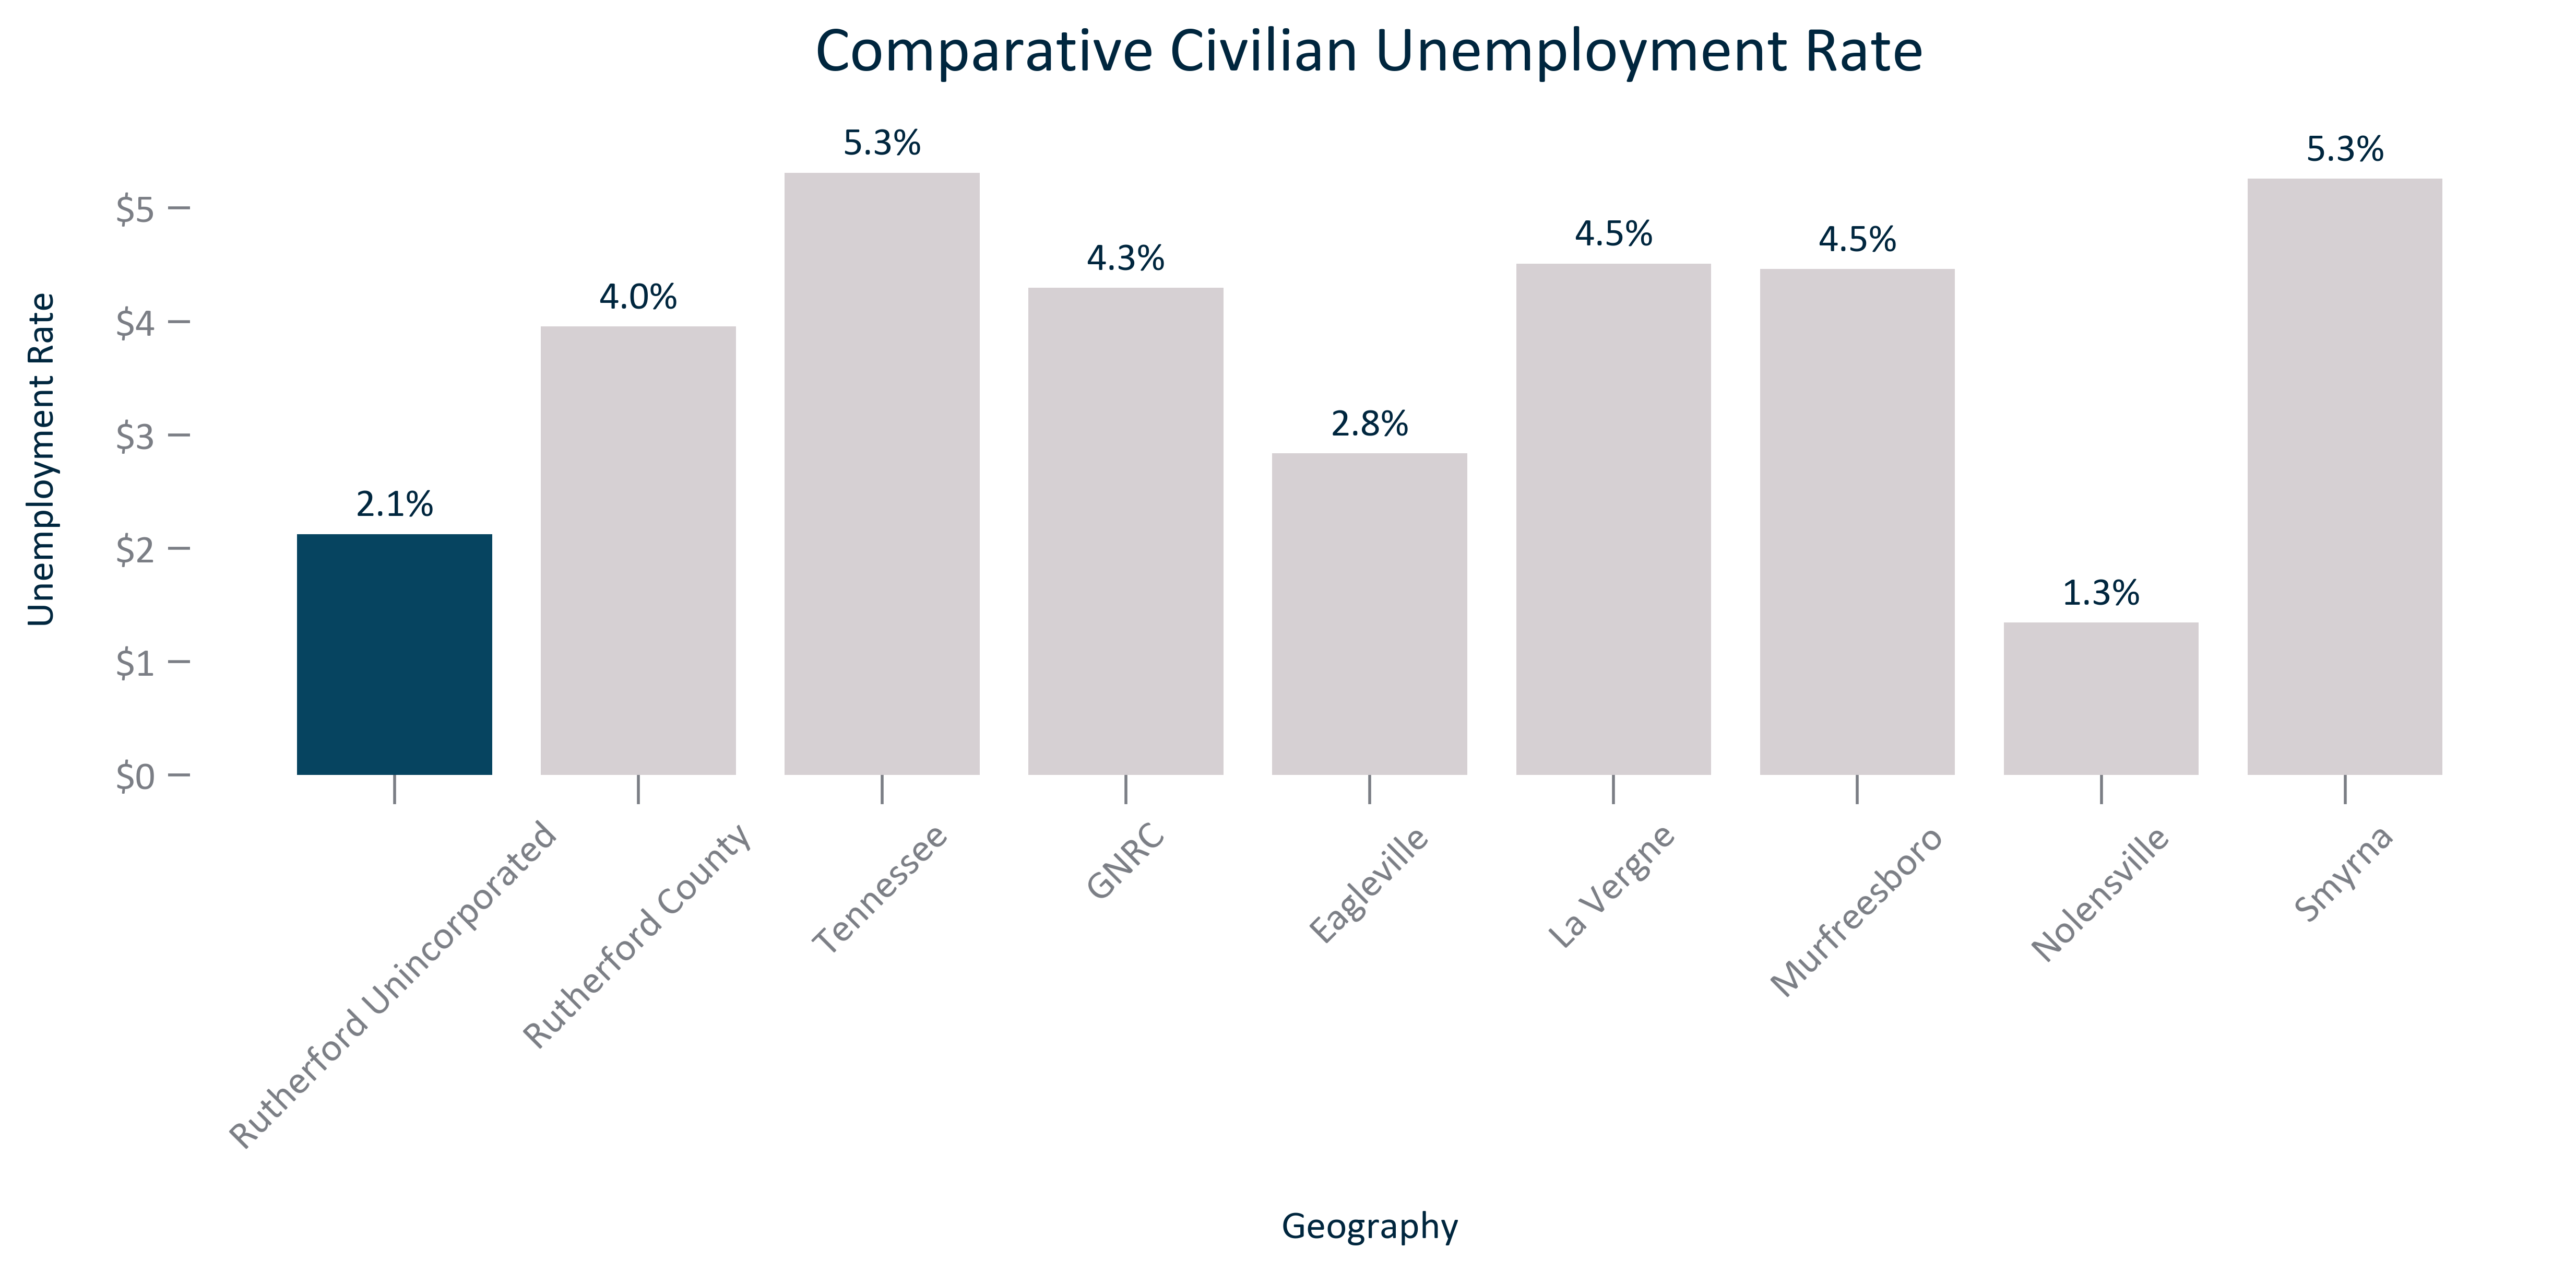 Comparative Civilian Unemployment Rate
Unemployment Rate
$5
$4
$3
$2
$1
$0
2.1%
4.0%
5.3%
4.3%
2.8%
4.5%
4.5%
1.3%
5.3%
Rutherford Unincorporated
Rutherford County
Tennessee
GNRC
Eagleville
La Vergne
Murfreesboro
Nolensville
Smyrna
Geography